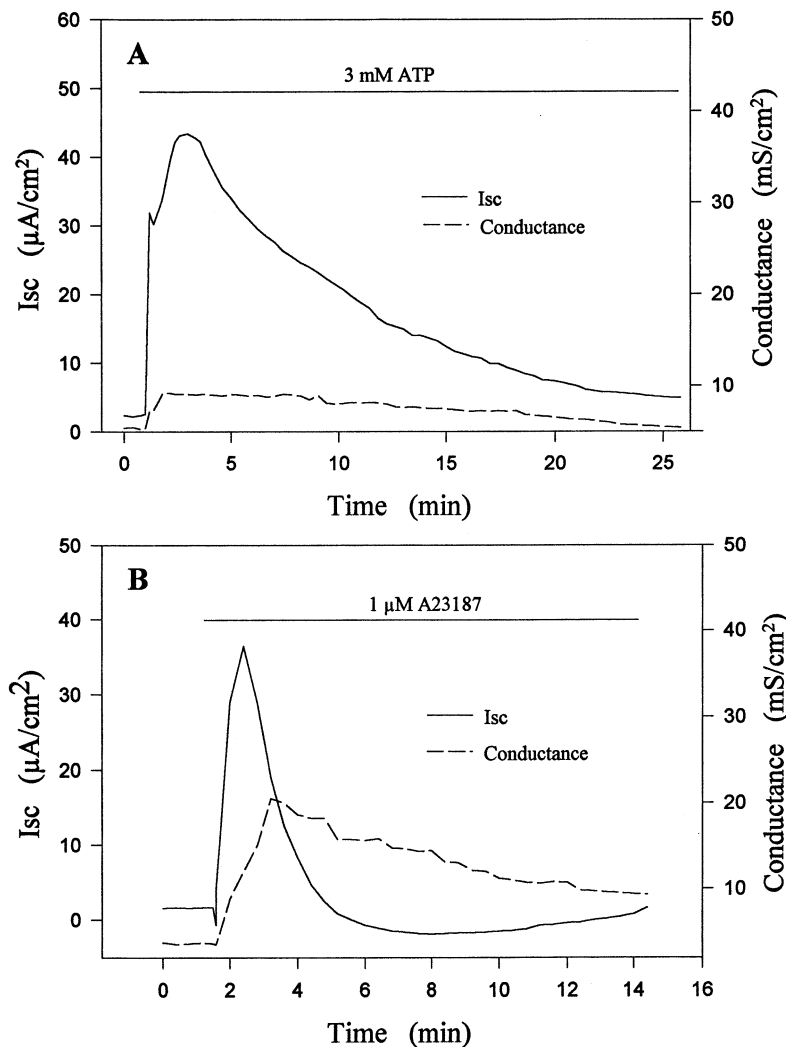 A
3 mM ATP
Isc
Conductance
60
50
40
30
20
10
0
Isc (µA/cm²)
50
40
30
20
10
Conductance (mS/cm²)
0 5 10 15 20 25
Time (min)
B
1 µM A23187
Isc
Conductance
50
40
30
20
10
0
Isc (µA/cm²)
50
40
30
20
10
Conductance (mS/cm²)
0 2 4 6 8 10 12 14 16
Time (min)